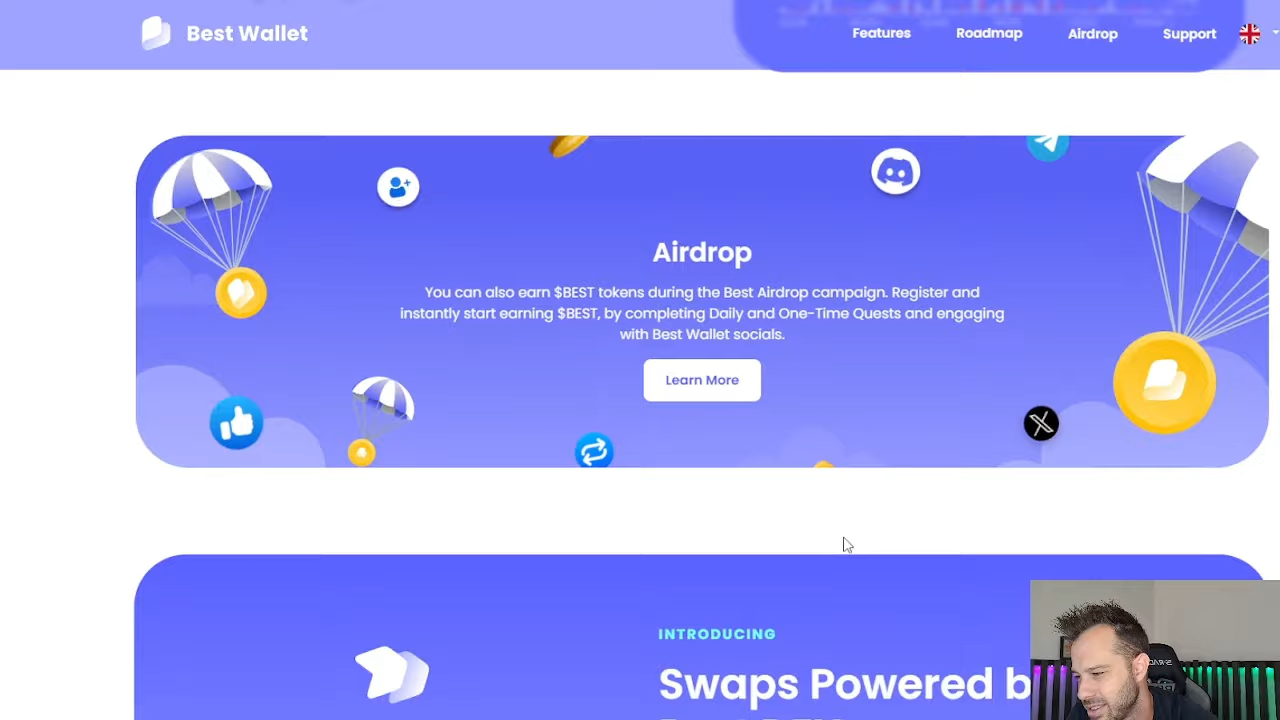 Best Wallet
Features
Roadmap
Airdrop
Support
Airdrop
You can also earn $BEST tokens during the Best Airdrop campaign. Register and
instantly start earning $BEST, by completing Daily and One-Time Quests and engaging
with Best Wallet socials.
Learn More
INTRODUCING
Swaps Powered b